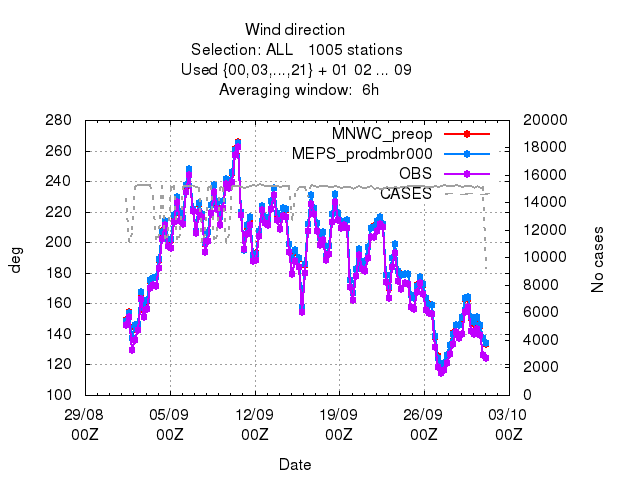 Wind direction
Selection: ALL   1005 stations
Used {00,03,...,21} + 01 02 ... 09
Averaging window:  6h
280 20000
260 18000
240 16000
220 14000
200 12000
180 10000
160 8000
140 6000
120 4000
100 2000
0
MNWC_preop
MEPS_prodmbr000
OBS
CASES
deg
No cases
29/08 05/09 12/09 19/09 26/09 03/10
00Z 00Z 00Z 00Z 00Z 00Z
Date